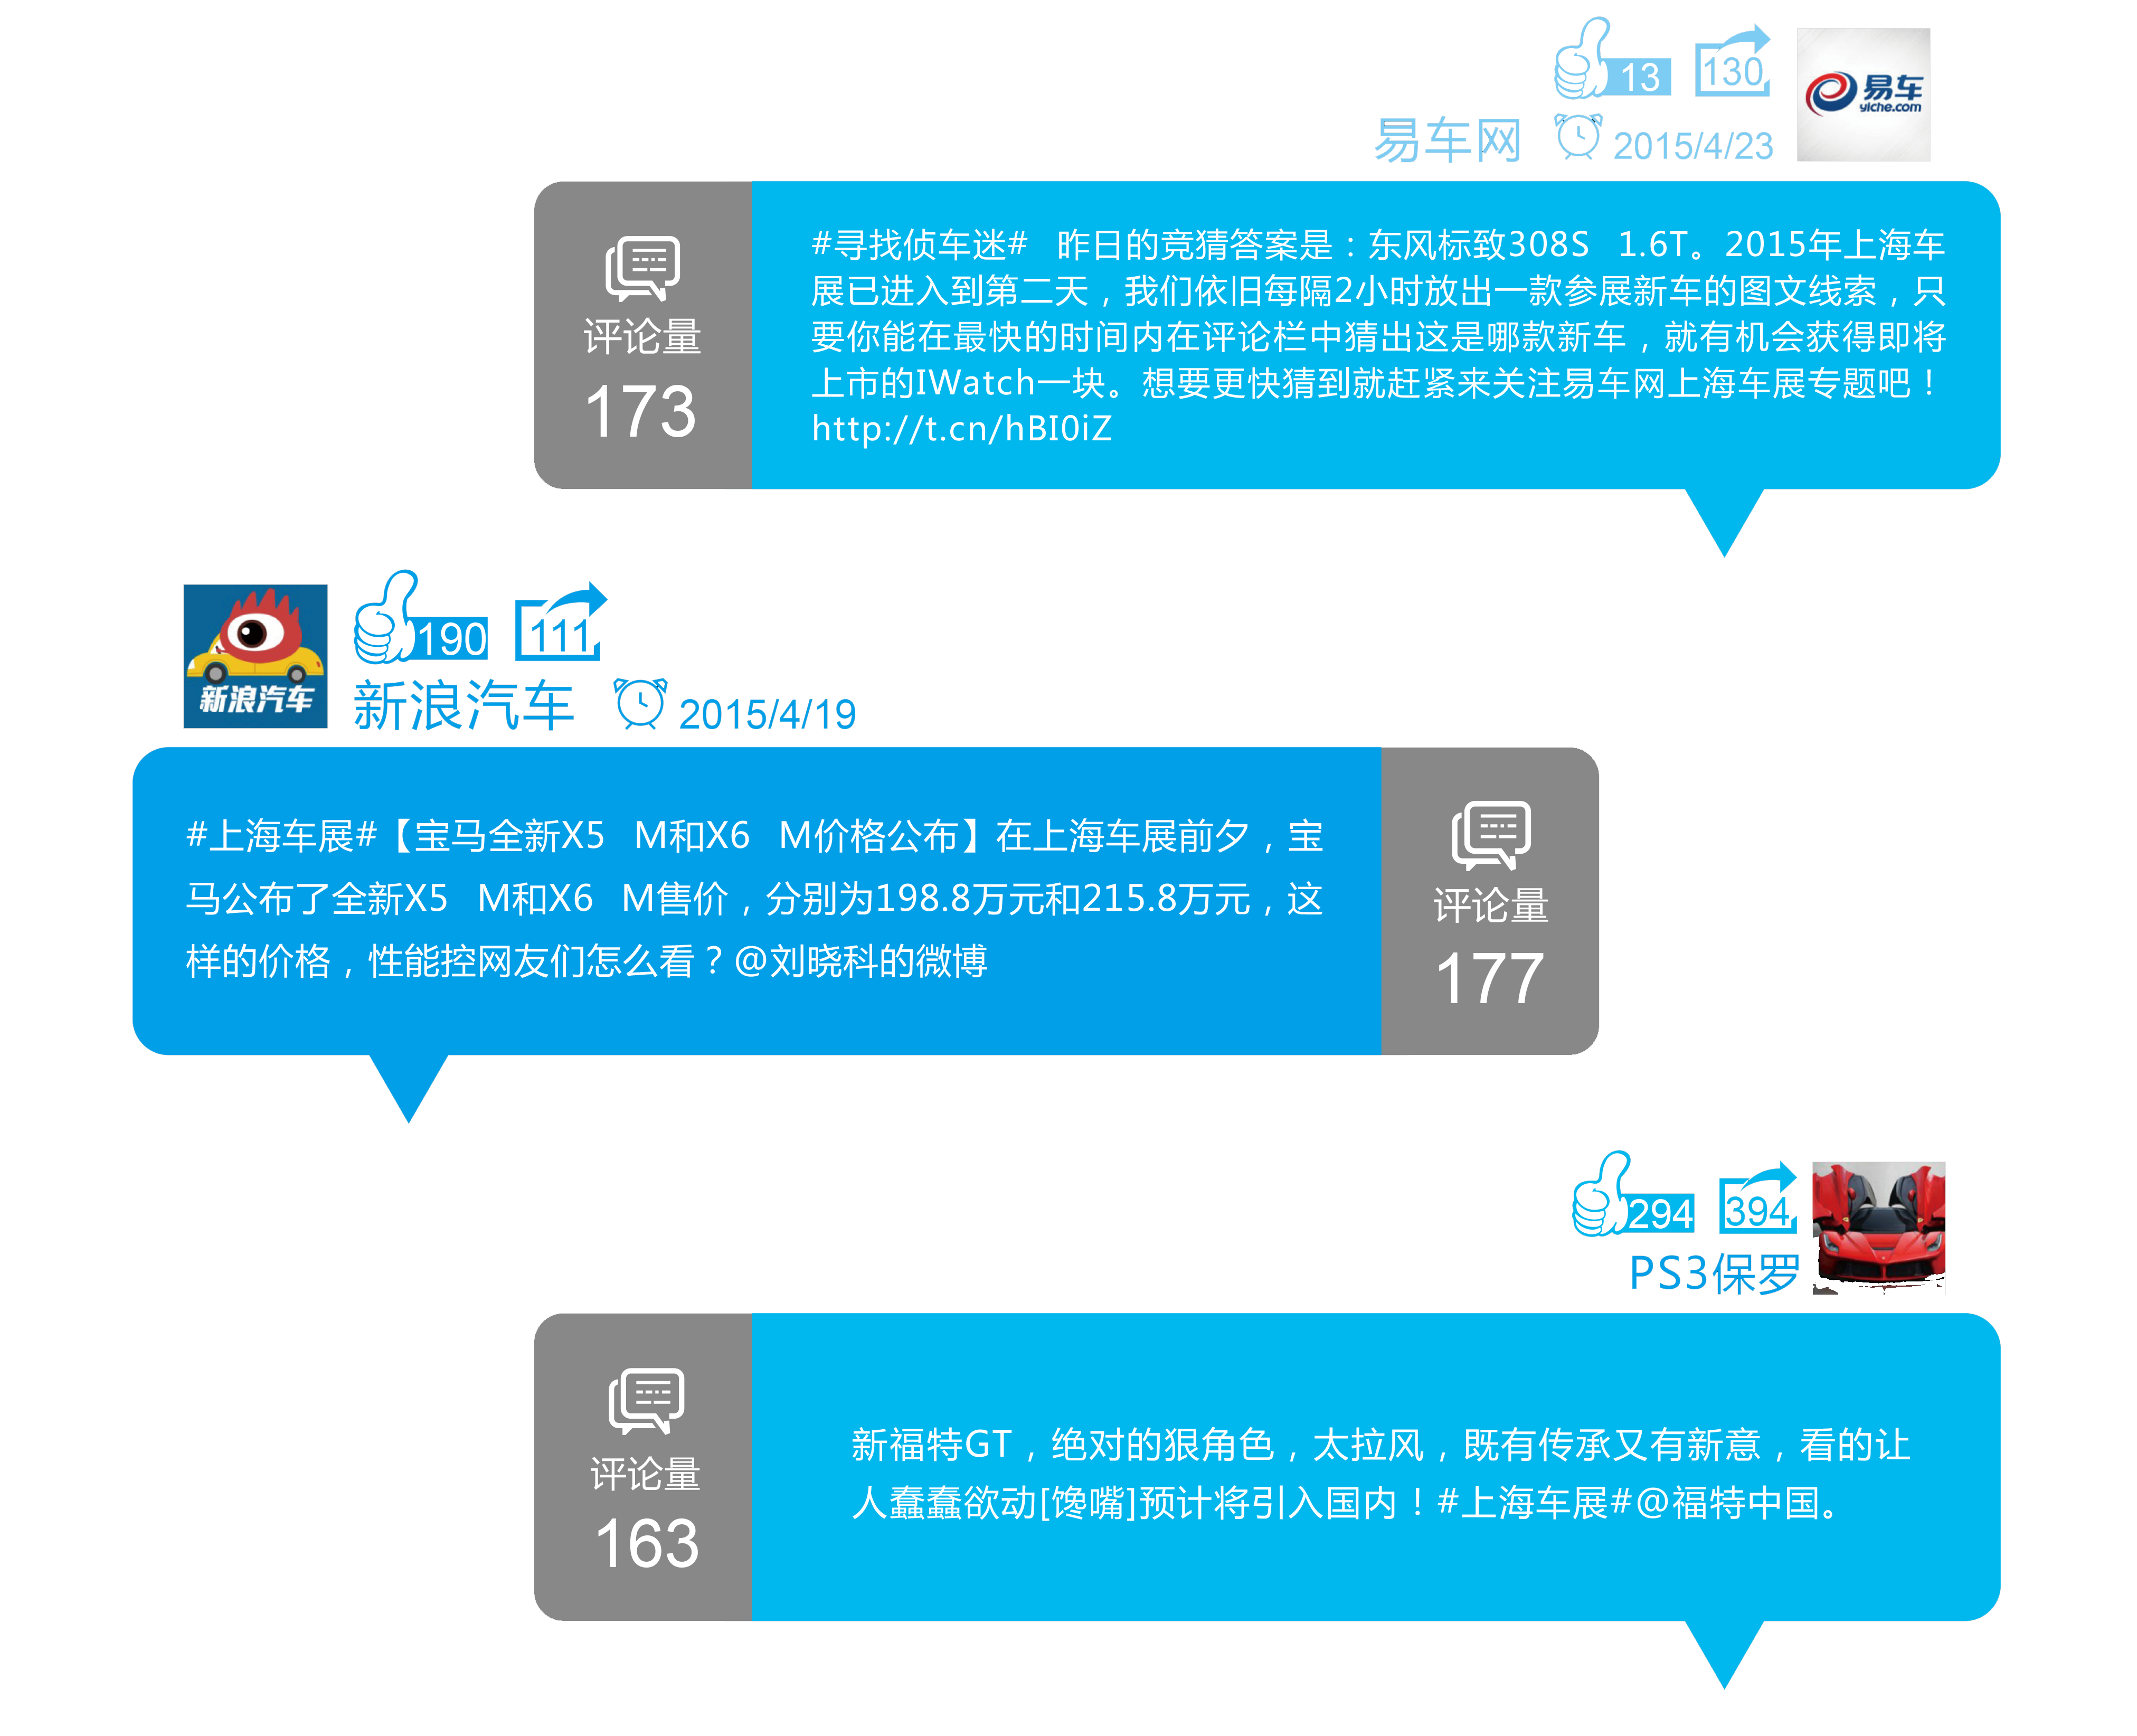 13
130
易车
yiche.com
易车网
2015/4/23
评论量
173
#寻找侦车迷# 昨日的竞猜答案是：东风标致308S 1.6T。2015年上海车
展已进入到第二天，我们依旧每隔2小时放出一款参展新车的图文线索，只
要你能在最快的时间内在评论栏中猜出这是哪款新车，就有机会获得即将
上市的IWatch一块。想要更快猜到就赶紧来关注易车网上海车展专题吧！
http://t.cn/hBI0iZ
新浪汽车
190
111
新浪汽车
2015/4/19
#上海车展#【宝马全新X5 M和X6 M价格公布】在上海车展前夕，宝
马公布了全新X5 M和X6 M售价，分别为198.8万元和215.8万元，这
样的价格，性能控网友们怎么看？@刘晓科的微博
评论量
177
294
394
PS3保罗
评论量
163
新福特GT，绝对的狠角色，太拉风，既有传承又有新意，看的让
人蠢蠢欲动[馋嘴]预计将引入国内！#上海车展#@福特中国。